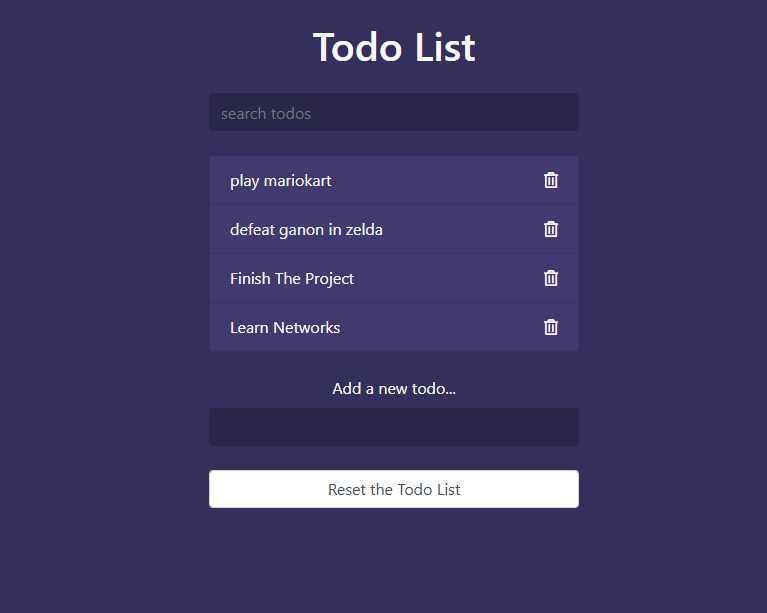 Todo List
search todos
play mariokart
defeat ganon in zelda
Finish The Project
Learn Networks
Add a new todo...
Reset the Todo List